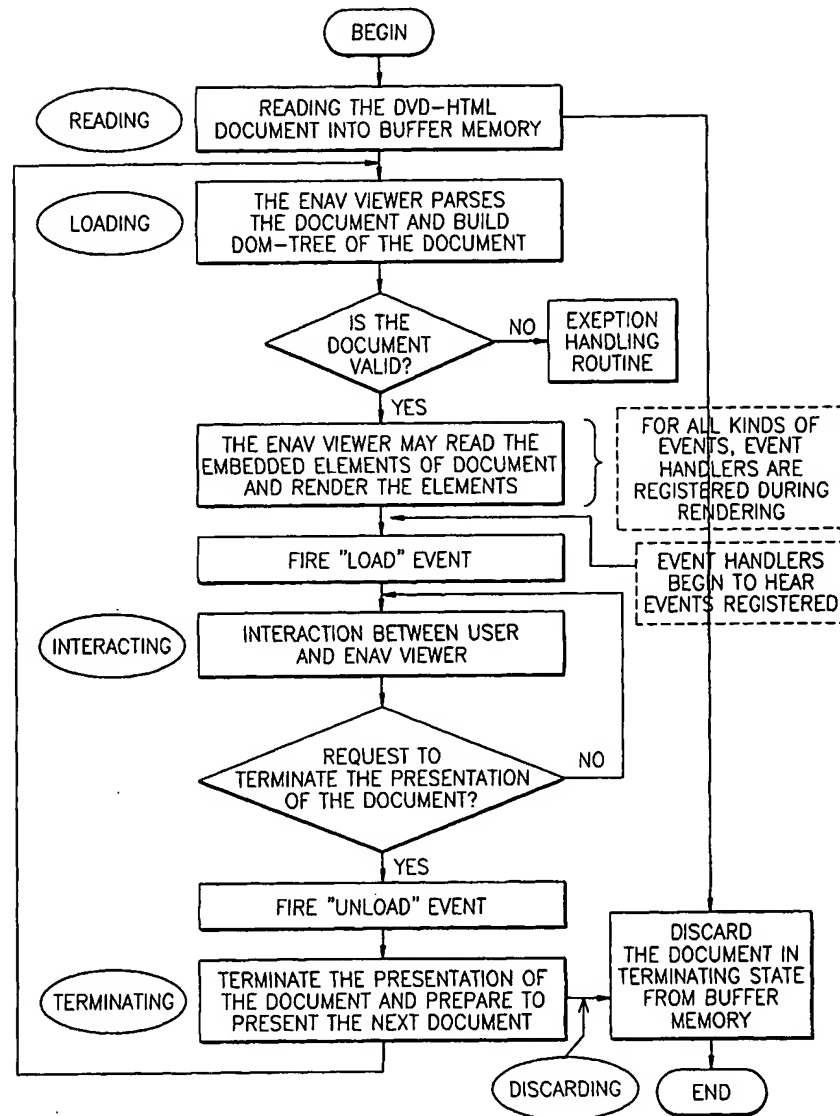 BEGIN
READING
READING THE DVD-HTML
DOCUMENT INTO BUFFER MEMORY
LOADING
THE ENAV VIEWER PARSES
THE DOCUMENT AND BUILD
DOM-TREE OF THE DOCUMENT
IS THE
DOCUMENT
VALID?
NO
EXEPTION
HANDLING
ROUTINE
YES
THE ENAV VIEWER MAY READ THE
EMBEDDED ELEMENTS OF DOCUMENT
AND RENDER THE ELEMENTS
FOR ALL KINDS OF
EVENTS, EVENT
HANDLERS ARE
REGISTERED DURING
RENDERING
FIRE "LOAD" EVENT
EVENT HANDLERS
BEGIN TO HEAR
EVENTS REGISTERED
INTERACTING
INTERACTION BETWEEN USER
AND ENAV VIEWER
REQUEST TO
TERMINATE THE PRESENTATION
OF THE DOCUMENT?
NO
YES
FIRE "UNLOAD" EVENT
TERMINATING
TERMINATE THE PRESENTATION OF
THE DOCUMENT AND PREPARE TO
PRESENT THE NEXT DOCUMENT
DISCARD
THE DOCUMENT IN
TERMINATING STATE
FROM BUFFER
MEMORY
DISCARDING
END